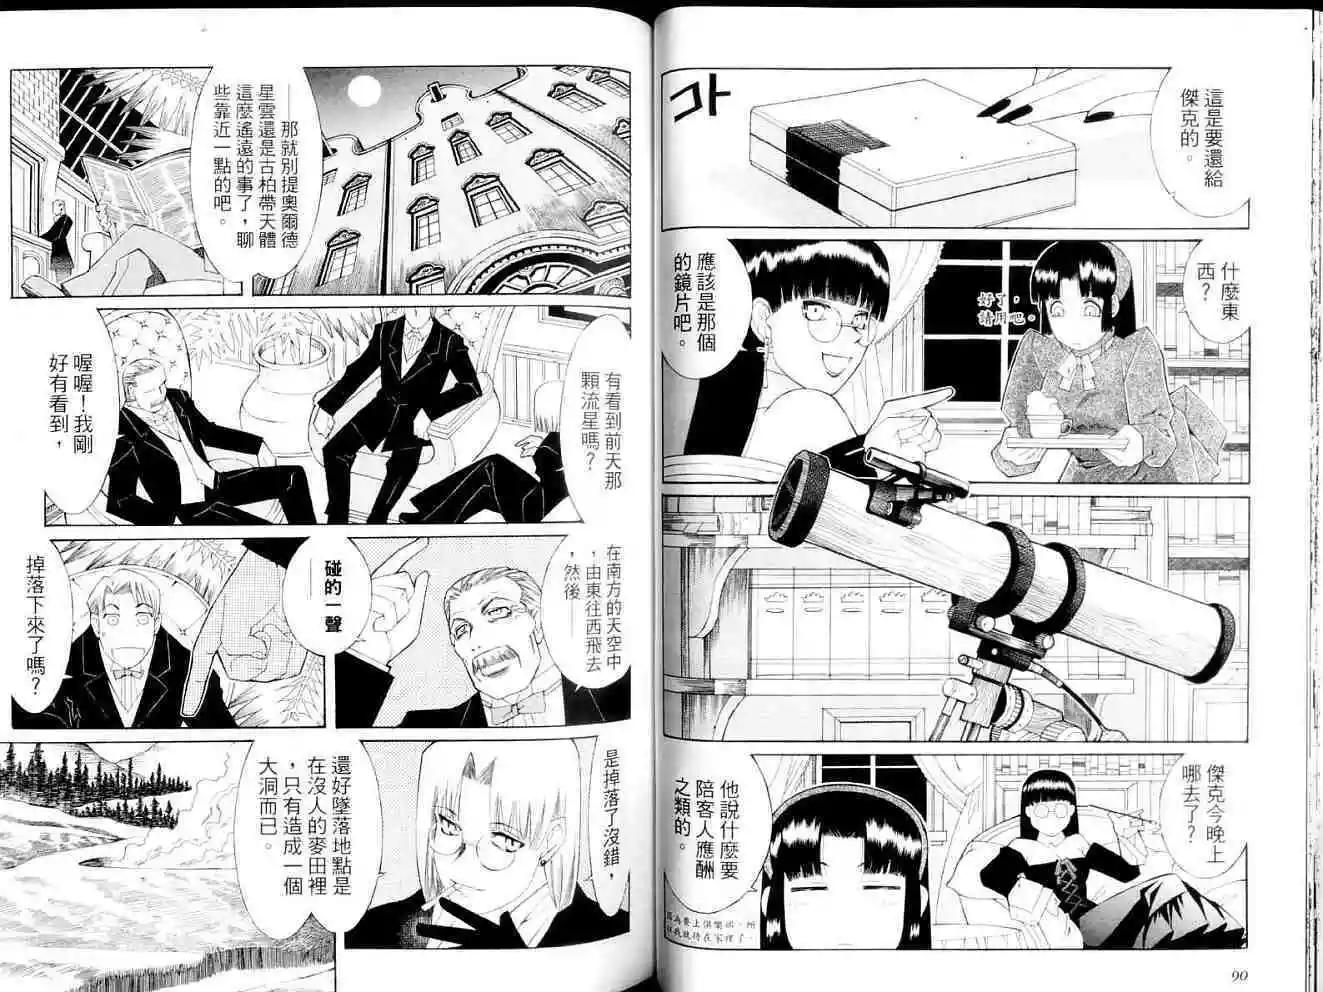 這是要還給
傑克的。
コト
什麼東
西?
好了，
請用吧。
應該是那個
的鏡片吧。
傑克今晚上
哪去了?
他說什麼要
陪客人應酬
之類的。
90
——那就別提奧爾德
星雲還是古柏帶天體
這麼遙遠的事了，聊
些靠近一點的吧。
有看到前天那
顆流星嗎?
喔喔!我剛
好有看到，
在南方的天空中
，由東往西飛去
，然後——
碰的一聲
掉落下來了嗎?
是掉落了沒錯，
還好墜落地點是
在沒人的麥田裡
，只有造成一個
大洞而已。